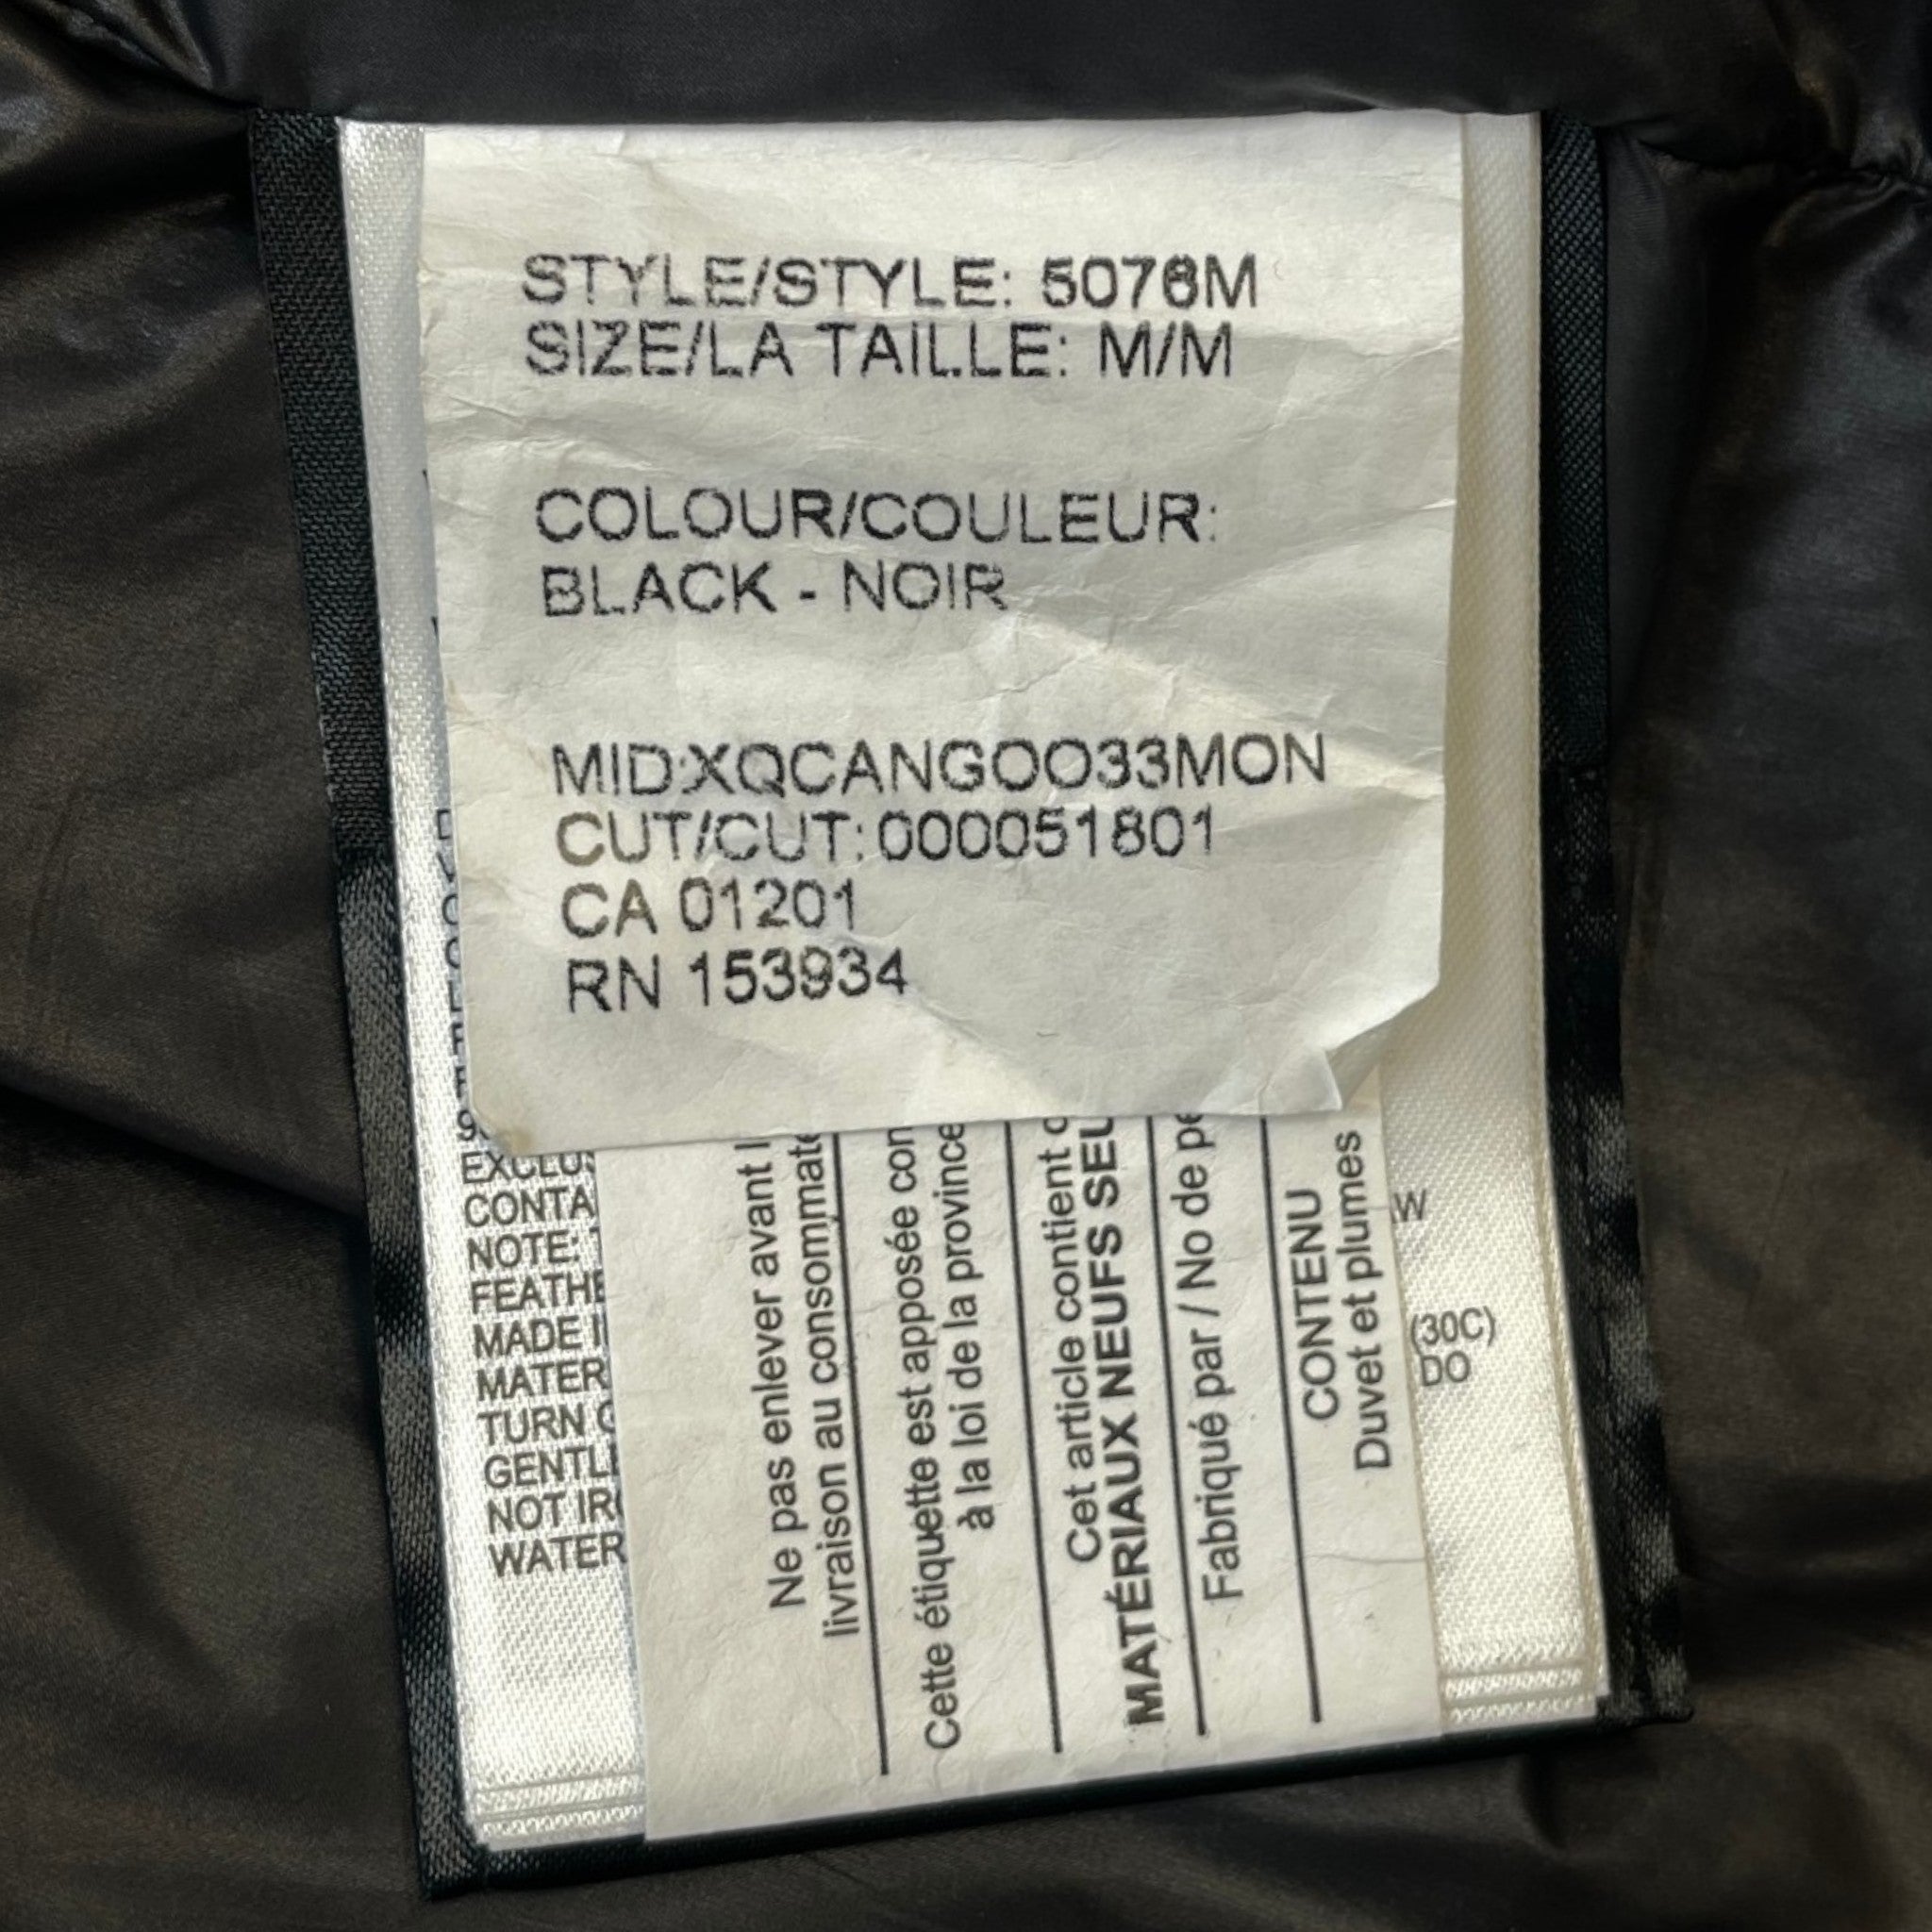 STYLE/STYLE: 5076M
SIZE/LA TAILLE: M/M
COLOUR/COULEUR:
BLACK - NOIR
MID:XQCANGOO33MON
CUT/CUT:000051801
CA 01201
RN 153934
CONTA
NOTE:
FEATHE
MADE
MATER
TURN
GENTL
NOT IR
WATER
W
(30C)
DO
Ne pas enlever avant
livraison au consommate
Cette étiquette est apposée con
à la loi de la province
Cet article contient
MATÉRIAUX NEUFS SEU
Fabriqué par / No de pe
CONTENU
Duvet et plumes